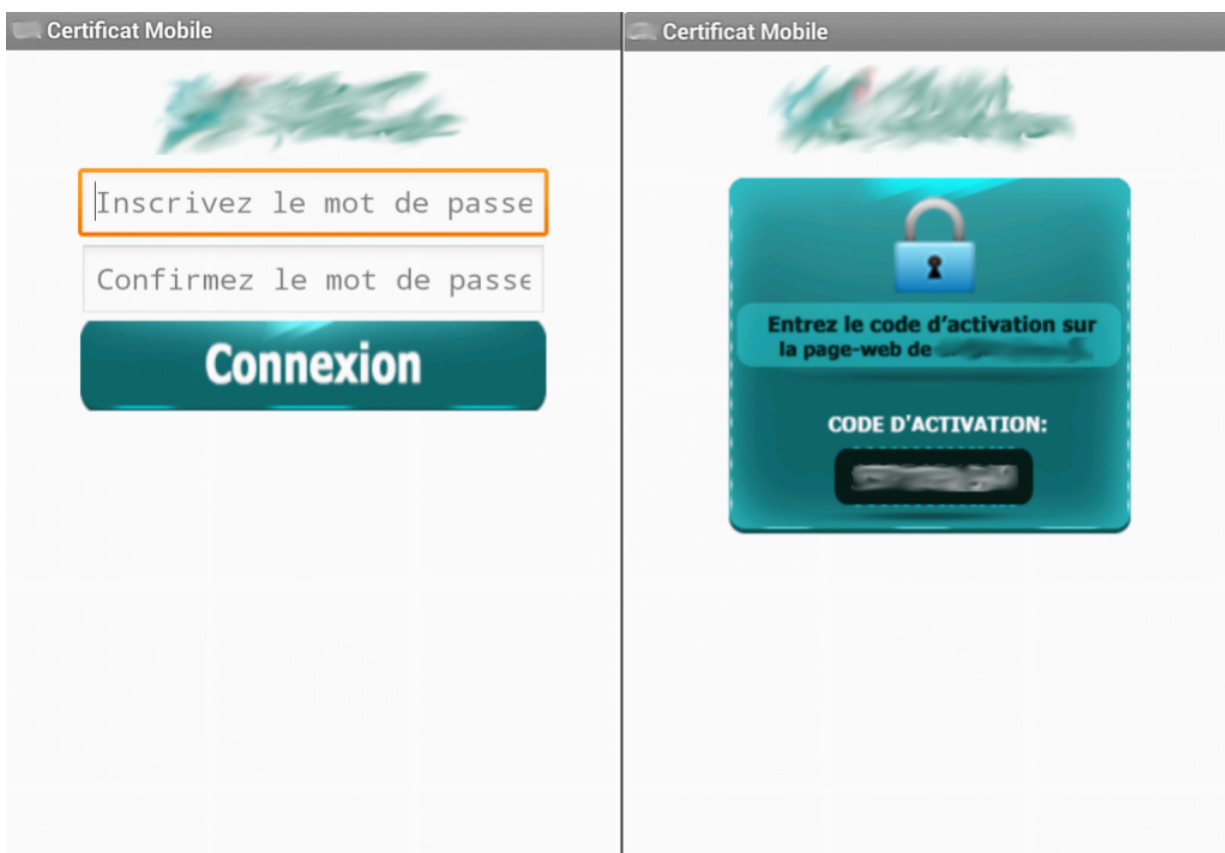 Certificat Mobile
Inscrivez le mot de passe
Confirmez le mot de passe
Connexion
Certificat Mobile
Entrez le code d'activation sur
la page-web de
CODE D'ACTIVATION: